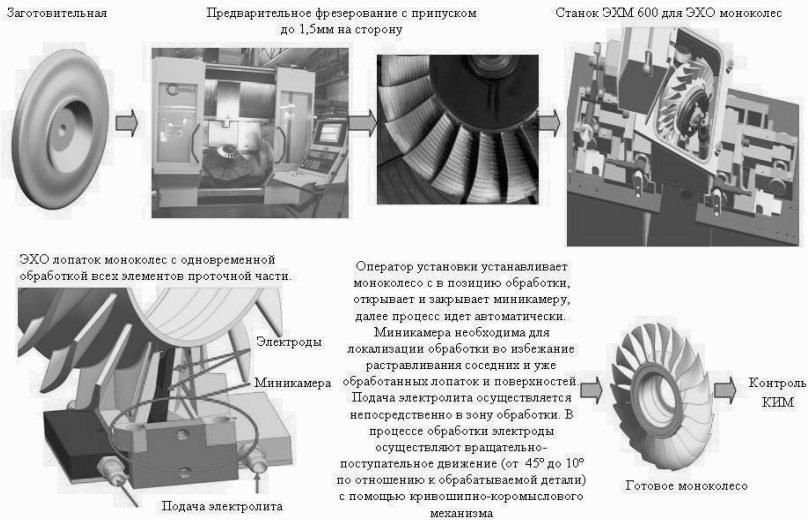 Заготовительная
Предварительное фрезерование с припуском
до 1,5мм на сторону
Станок ЭХМ 600 для ЭХО моноколес
ЭХО лопаток моноколес с одновременной
обработкой всех элементов проточной части.
Электроды
Миникамера
Подача электролита
Оператор установки устанавливает
моноколесо с в позицию обработки,
открывает и закрывает миникамеру,
далее процесс идет автоматически.
Миникамера необходима для
локализации обработки во избежание
растравливания соседних и уже
обработанных лопаток и поверхностей.
Подача электролита осуществляется
непосредственно в зону обработки. В
процессе обработки электроды
осуществляют вращательно-
поступательное движение (от 45° до 10°
по отношению к обрабатываемой детали)
с помощью кривошипно-коромыслового
механизма
Готовое моноколесо
Контроль
КИМ